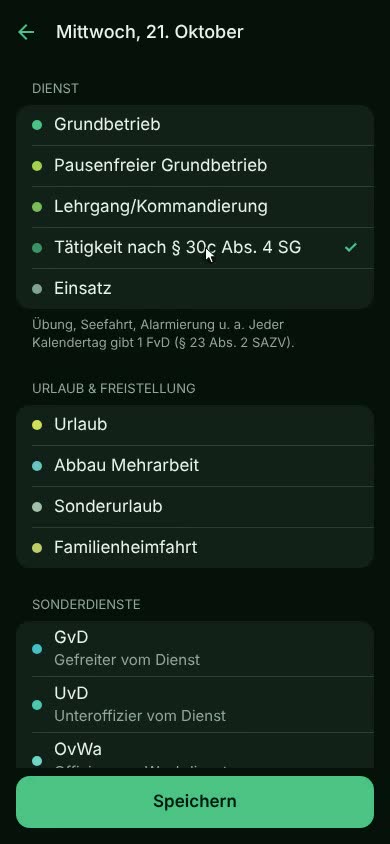 Mittwoch, 21. Oktober
DIENST
Grundbetrieb
Pausenfreier Grundbetrieb
Lehrgang/Kommandierung
Tätigkeit nach § 30c Abs. 4 SG
Einsatz
Übung, Seefahrt, Alarmierung u. a. Jeder
Kalendertag gibt 1 FvD (§ 23 Abs. 2 SAZV).
URLAUB & FREISTELLUNG
Urlaub
Abbau Mehrarbeit
Sonderurlaub
Familienheimfahrt
SONDERDIENSTE
GvD
Gefreiter vom Dienst
UvD
Unteroffizier vom Dienst
OvWa
Speichern